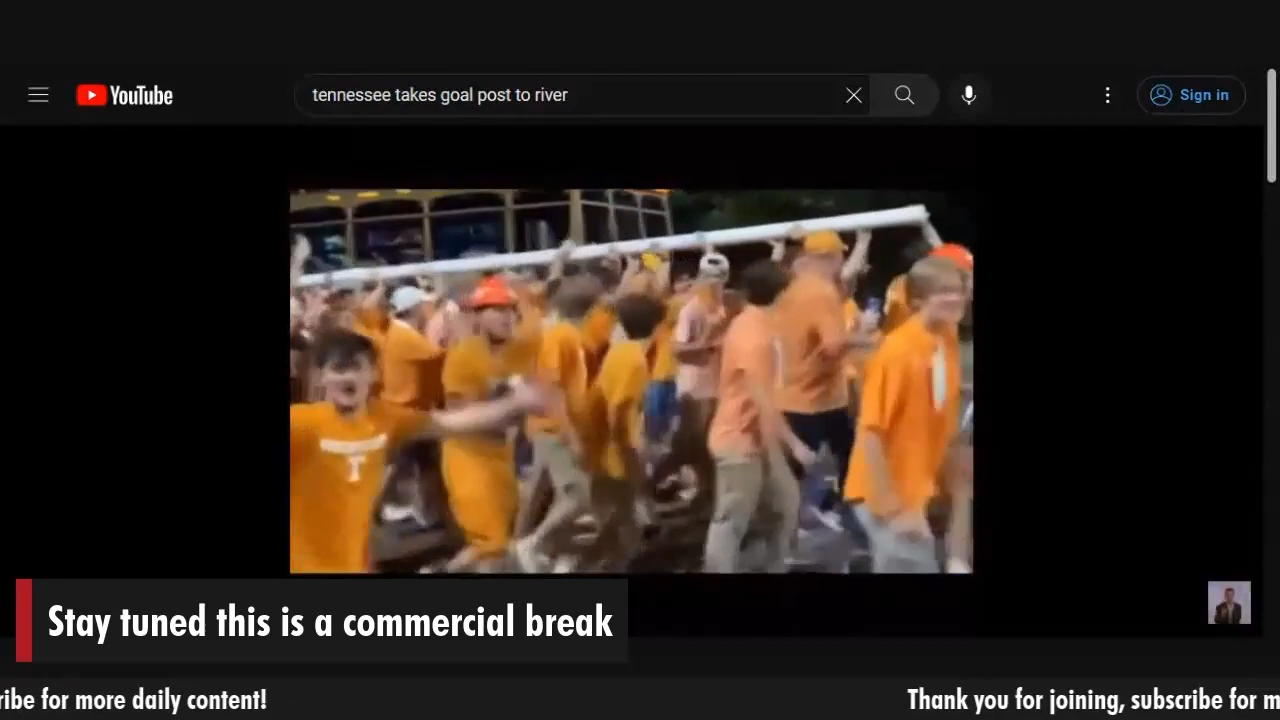 YouTube
tennessee takes goal post to river
Sign in
T
Stay tuned this is a commercial break
ribe for more daily content!
Thank you for joining, subscribe for m